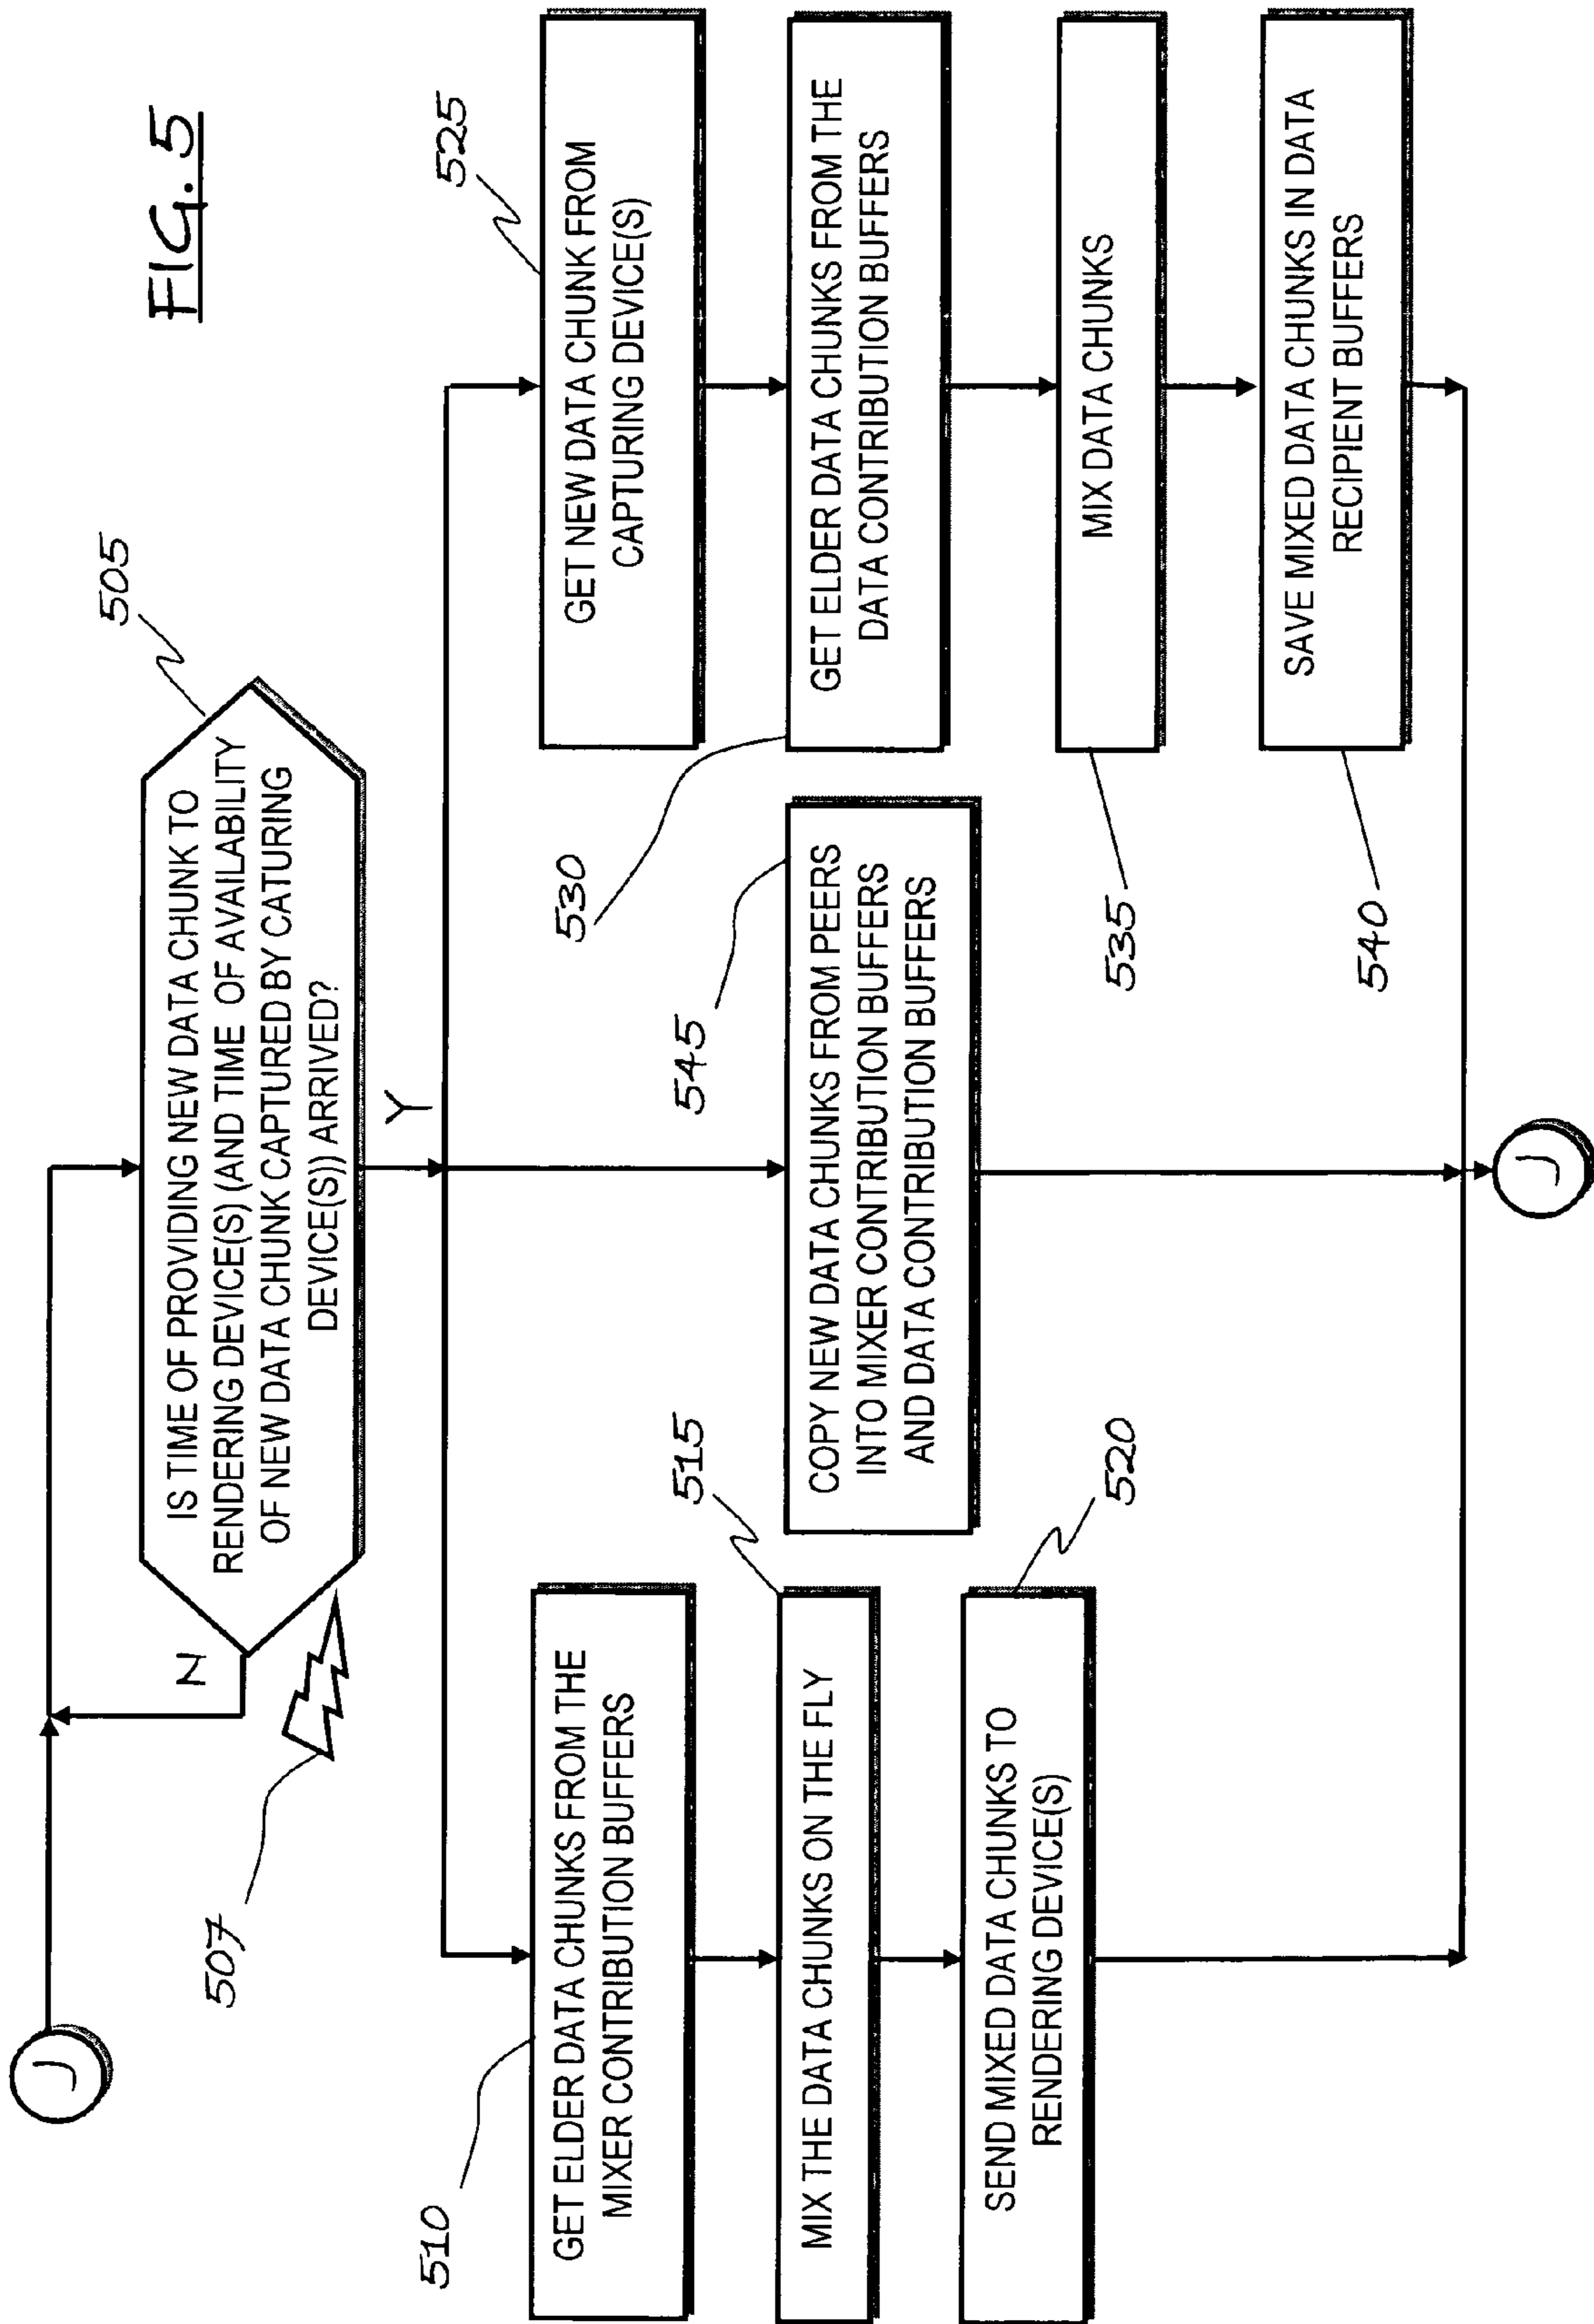 FIG. 5
J
505
IS TIME OF PROVIDING NEW DATA CHUNK TO
RENDERING DEVICE(S) (AND TIME OF AVAILABILITY
OF NEW DATA CHUNK CAPTURED BY CATURING
DEVICE(S)) ARRIVED?
N
507
Y
510
GET ELDER DATA CHUNKS FROM THE
MIXER CONTRIBUTION BUFFERS
515
MIX THE DATA CHUNKS ON THE FLY
520
SEND MIXED DATA CHUNKS TO
RENDERING DEVICE(S)
545
COPY NEW DATA CHUNKS FROM PEERS
INTO MIXER CONTRIBUTION BUFFERS
AND DATA CONTRIBUTION BUFFERS
525
GET NEW DATA CHUNK FROM
CAPTURING DEVICE(S)
530
GET ELDER DATA CHUNKS FROM THE
DATA CONTRIBUTION BUFFERS
535
MIX DATA CHUNKS
540
SAVE MIXED DATA CHUNKS IN DATA
RECIPIENT BUFFERS
J